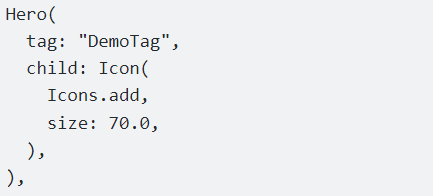 Hero(
  tag: "DemoTag",
  child: Icon(
    Icons.add,
    size: 70.0,
  ),
),